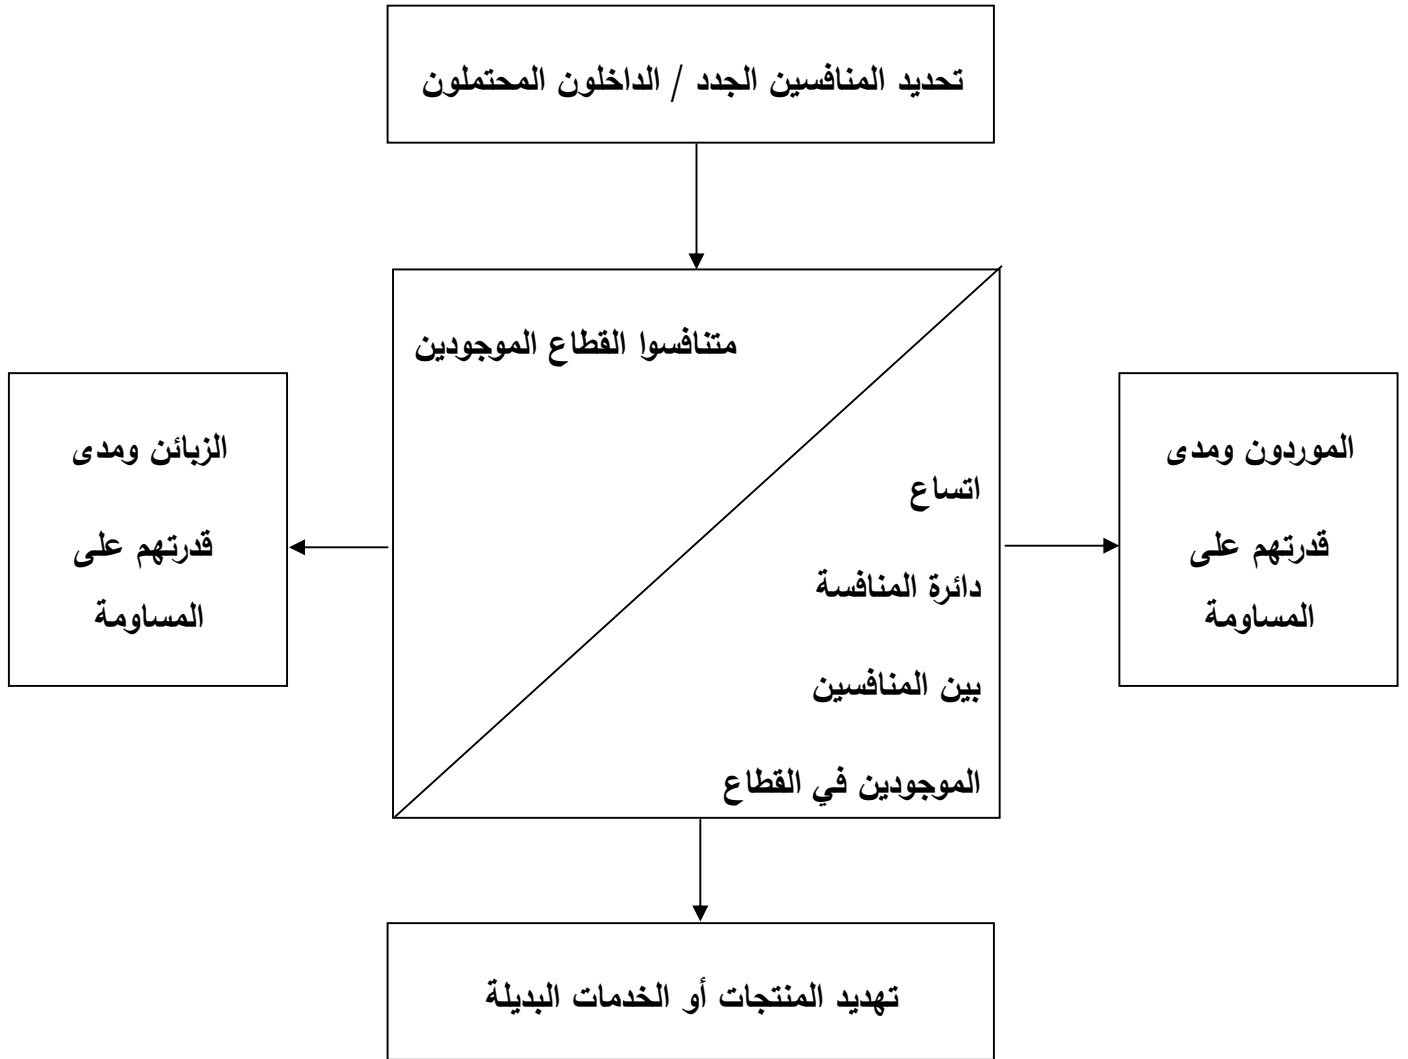 تحديد المنافسين الجدد / الداخلون المحتملون
متنافسوا القطاع الموجودين
الموردون ومدى
قدرتهم على
المساومة
اتساع
دائرة المنافسة
بين المنافسين
الموجودين في القطاع
الزبائن ومدى
قدرتهم على
المساومة
تهديد المنتجات أو الخدمات البديلة